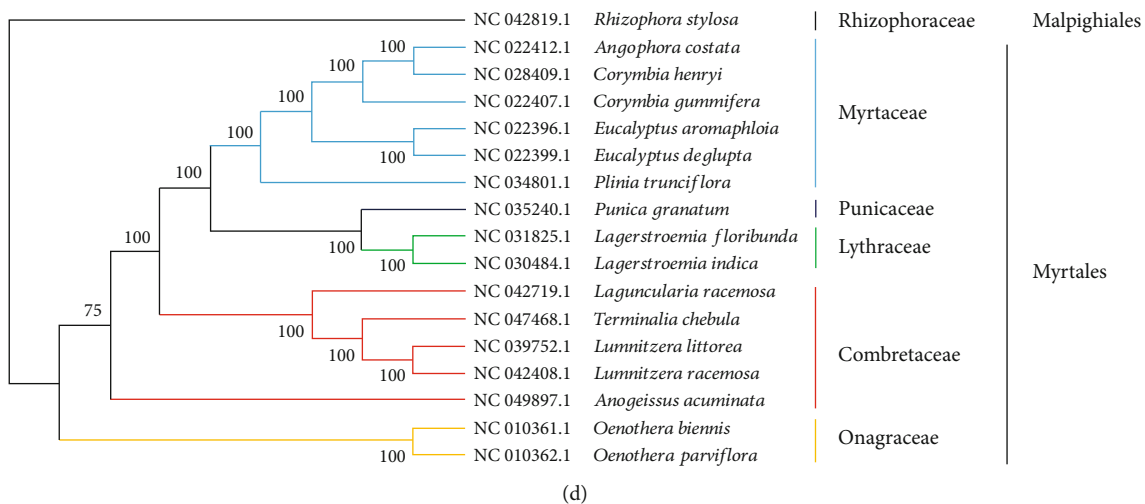 NC 042819.1 Rhizophora stylosa Rhizophoraceae Malpighiales
100 NC 022412.1 Angophora costata
NC 028409.1 Corymbia henryi
100
100 NC 022407.1 Corymbia gummifera
Myrtaceae
100 NC 022396.1 Eucalyptus aromaphloia
100 NC 022399.1 Eucalyptus deglupta
100 NC 034801.1 Plinia trunciflora
NC 035240.1 Punica granatum Punicaceae
100 NC 031825.1 Lagerstroemia floribunda
100 100 NC 030484.1 Lagerstroemia indica
Lythraceae
Myrtales
75 NC 042719.1 Laguncularia racemosa
100 NC 047468.1 Terminalia chebula
100 NC 039752.1 Lumnitzera littorea
Combretaceae
100 NC 042408.1 Lumnitzera racemosa
NC 049897.1 Anogeissus acuminata
NC 010361.1 Oenothera biennis
Onagraceae
100 NC 010362.1 Oenothera parviflora
(d)